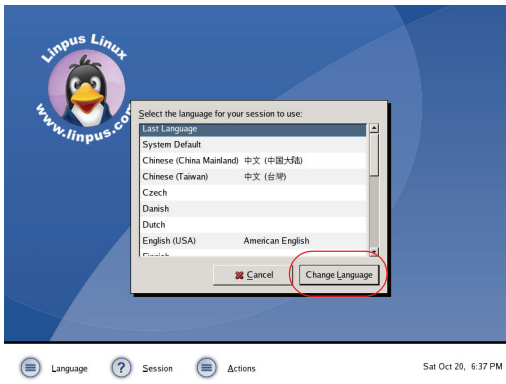 Linpus Linux
www.linpus.com
Select the language for your session to use:
Last Language
System Default
Chinese (China Mainland) 中文 (中国大陆)
Chinese (Taiwan) 中文 (台灣)
Czech
Danish
Dutch
English (USA) American English
Finnish
Cancel Change Language
Language Session Actions Sat Oct 20, 6:37 PM